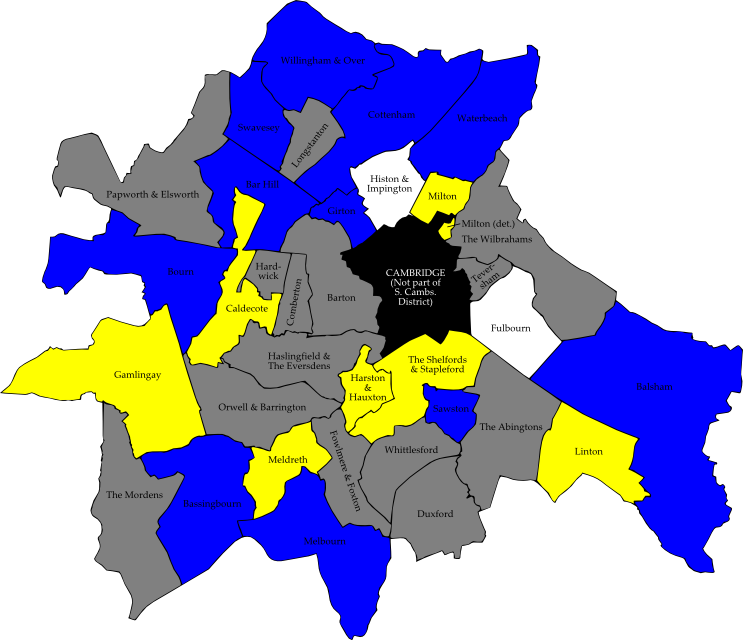 Willingham & Over
Cottenham
Waterbeach
Swavesey
Longstanton
Histon &
Impington
Bar Hill
Papworth & Elsworth
Milton
Girton
Milton (det.)
The Wilbrahams
Bourn
Hard-
wick
Comberton
Barton
CAMBRIDGE
(Not part of
S. Cambs.
District)
Tever-
sham
Caldecote
Fulbourn
Haslingfield &
The Eversdens
The Shelfords
& Stapleford
Gamlingay
Harston
&
Hauxton
Balsham
Orwell & Barrington
Sawston
The Abingtons
Fowlmere & Foxton
Whittlesford
Linton
Meldreth
The Mordens
Bassingbourn
Duxford
Melbourn